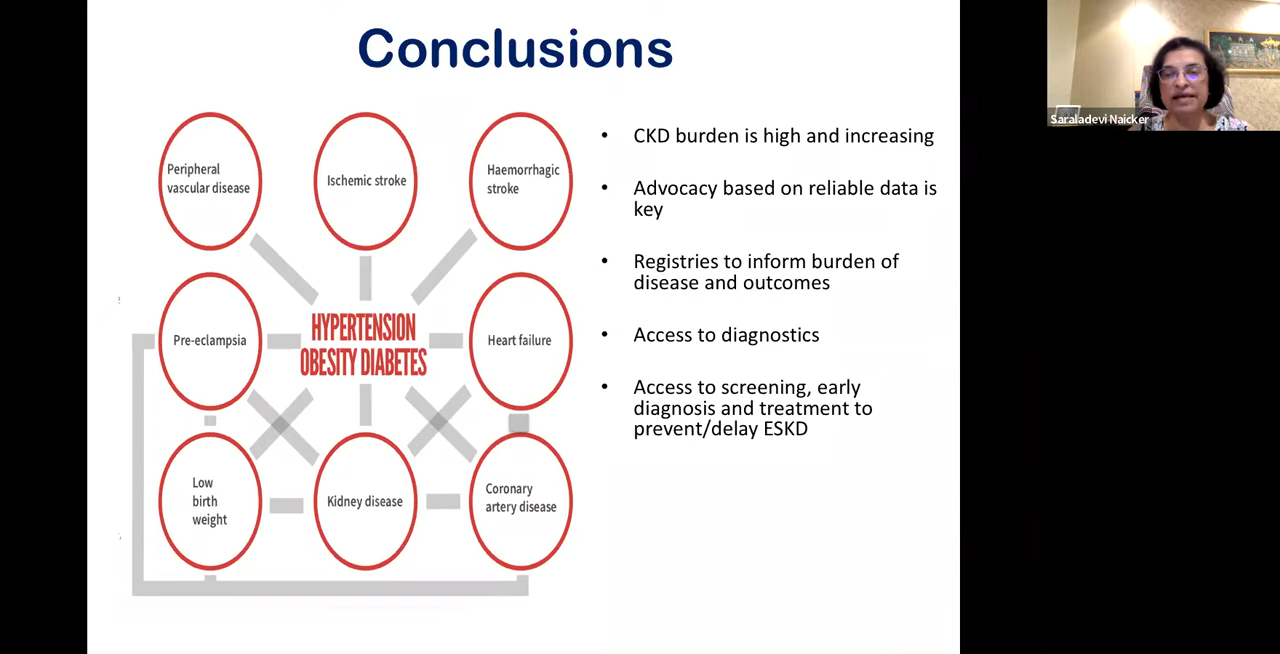 Conclusions
Peripheral
vascular disease
Ischemic stroke
Haemorrhagic
stroke
Pre-eclampsia
HYPERTENSION
OBESITY DIABETES
Heart failure
Low
birth
weight
Kidney disease
Coronary
artery disease
• CKD burden is high and increasing
• Advocacy based on reliable data is
key
• Registries to inform burden of
disease and outcomes
• Access to diagnostics
• Access to screening, early
diagnosis and treatment to
prevent/delay ESKD
Saraladevi Naicker